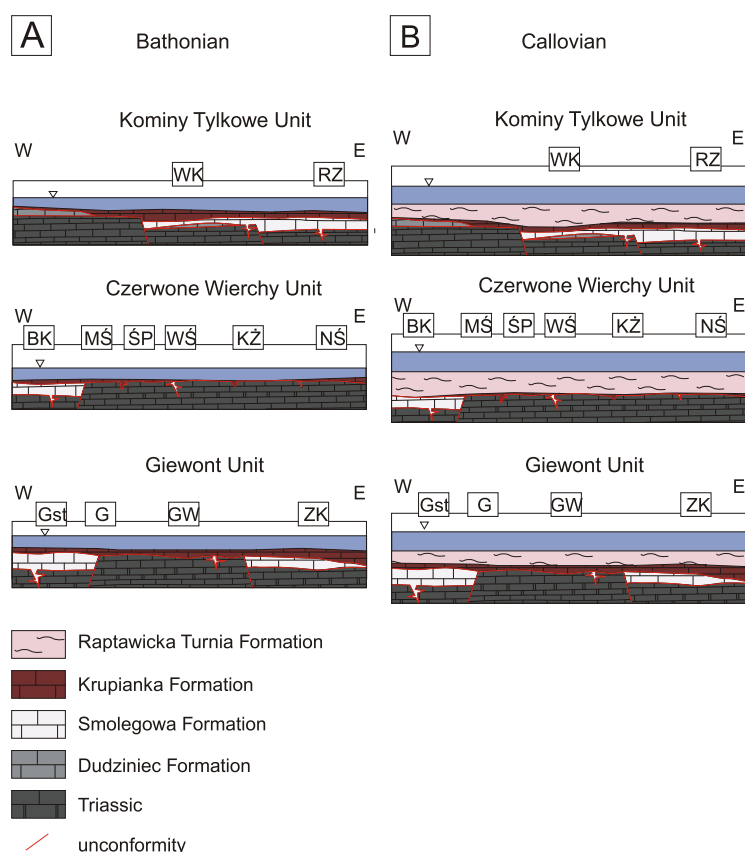 A
Bathonian
Kominy Tylkowe Unit
W
E
WK
RZ
Czerwone Wierchy Unit
W
E
BK
MŚ
ŚP
WŚ
KŻ
NŚ
Giewont Unit
W
E
Gst
G
GW
ZK
B
Callovian
Kominy Tylkowe Unit
W
E
WK
RZ
Czerwone Wierchy Unit
W
E
BK
MŚ
ŚP
WŚ
KŻ
NŚ
Giewont Unit
W
E
Gst
G
GW
ZK
Raptawicka Turnia Formation
Krupianka Formation
Smolegowa Formation
Dudziniec Formation
Triassic
unconformity